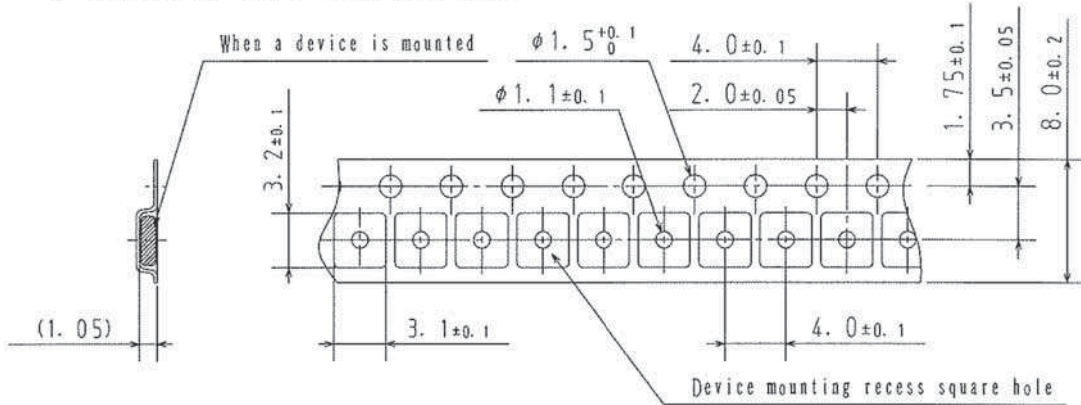 When a device is mounted
φ1.5 +0.1 0
4.0±0.1
φ1.1±0.1
2.0±0.05
1.75±0.1
3.5±0.05
8.0±0.2
3.2±0.1
(1.05)
3.1±0.1
4.0±0.1
Device mounting recess square hole